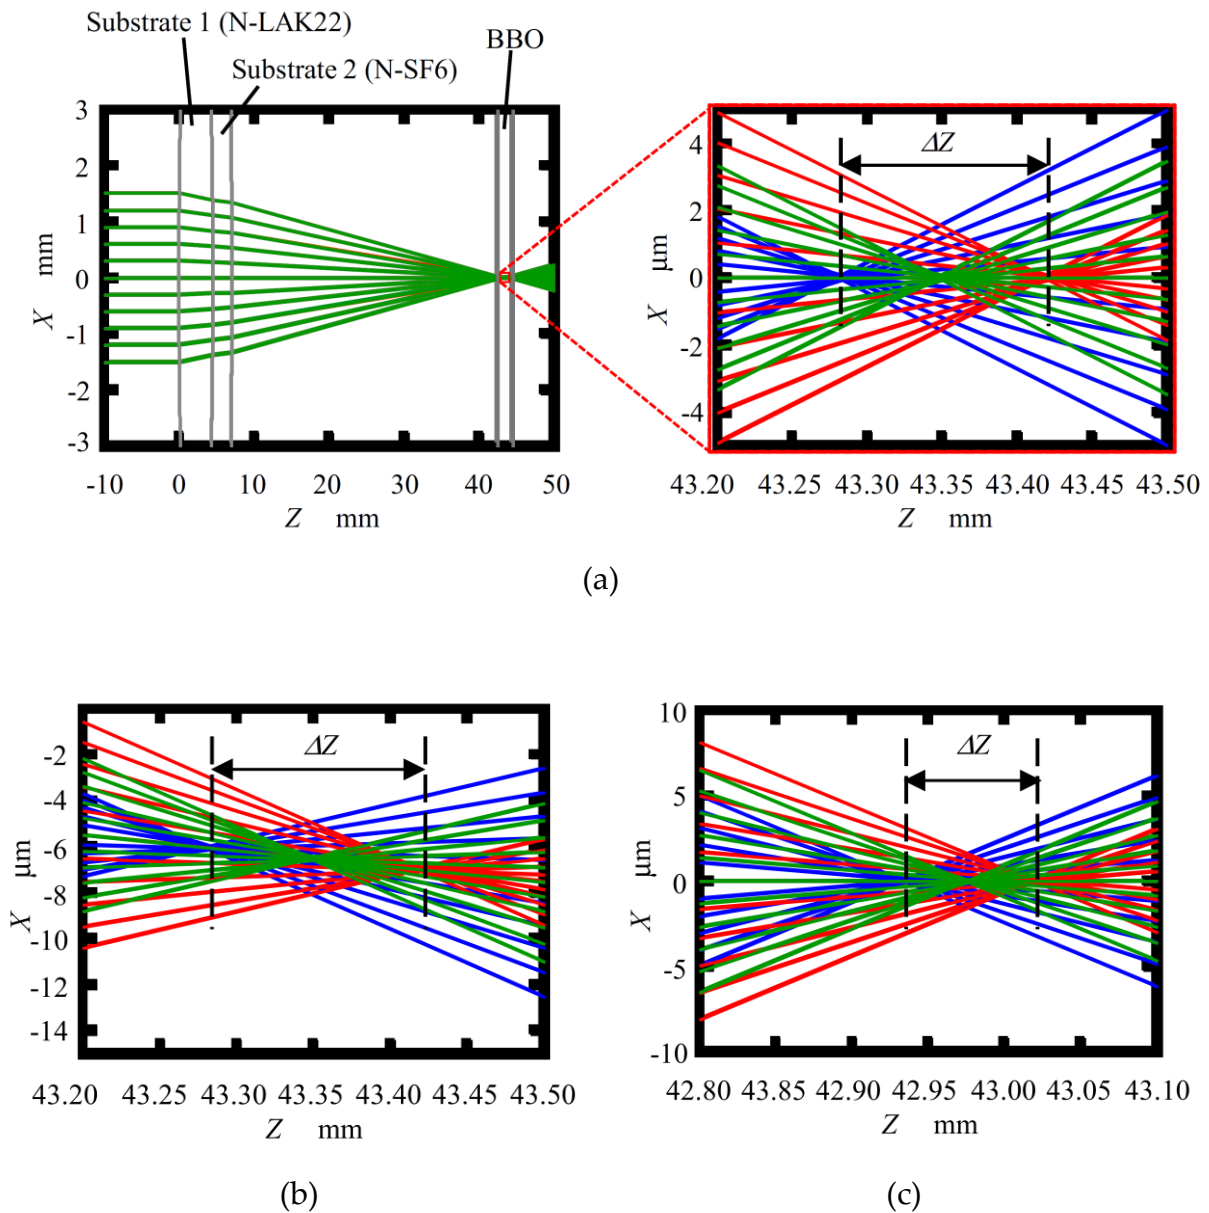 Substrate 1 (N-LAK22)
Substrate 2 (N-SF6)
BBO
3
2
1
0
-1
-2
-3
mm
X
-10 0 10 20 30 40 50
Z mm
ΔZ
4
2
0
-2
-4
µm
X
43.20 43.25 43.30 43.35 43.40 43.45 43.50
Z mm
(a)
ΔZ
-2
-4
-6
-8
-10
-12
-14
µm
X
43.20 43.25 43.30 43.35 43.40 43.45 43.50
Z mm
(b)
ΔZ
10
5
0
-5
-10
µm
X
42.80 43.85 42.90 42.95 43.00 43.05 43.10
Z mm
(c)